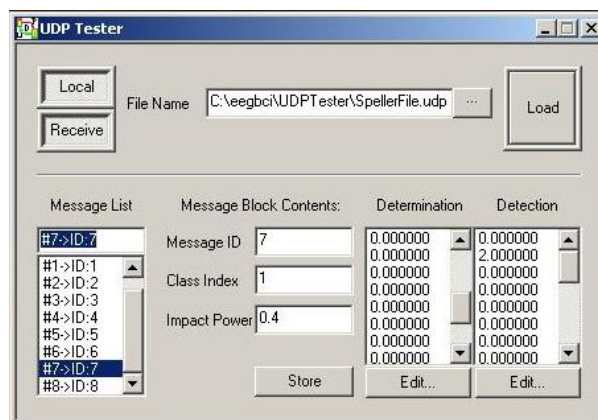 UDP Tester
Local
Receive
File Name C:\eegbci\UDPTester\SpellerFile.udp ...
Load
Message List
#7->ID:7
#1->ID:1
#2->ID:2
#3->ID:3
#4->ID:4
#5->ID:5
#6->ID:6
#7->ID:7
#8->ID:8
Message Block Contents:
Message ID 7
Class Index 1
Impact Power 0.4
Store
Determination
0.000000
0.000000
0.000000
0.000000
0.000000
0.000000
0.000000
0.000000
Edit...
Detection
0.000000
2.000000
0.000000
0.000000
0.000000
0.000000
0.000000
0.000000
Edit...